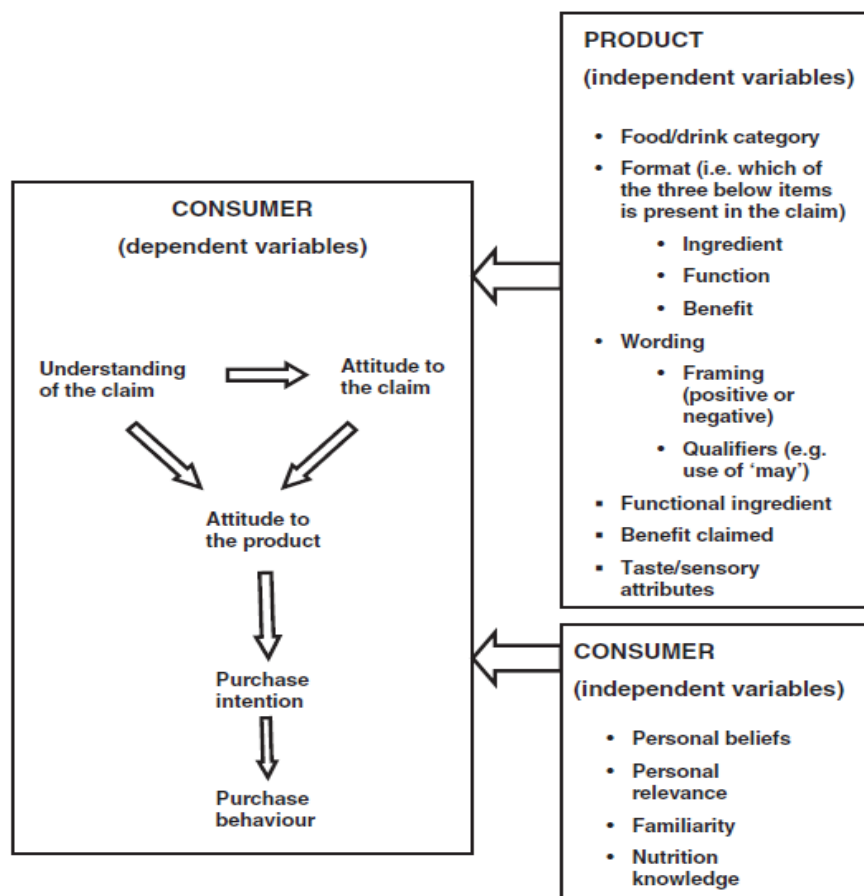 CONSUMER
(dependent variables)
Understanding
of the claim
Attitude to
the claim
Attitude to
the product
Purchase
intention
Purchase
behaviour
PRODUCT
(independent variables)
• Food/drink category
• Format (i.e. which of
the three below items
is present in the claim)
• Ingredient
• Function
• Benefit
• Wording
• Framing
(positive or
negative)
• Qualifiers (e.g.
use of ‘may’)
▪ Functional ingredient
▪ Benefit claimed
▪ Taste/sensory
attributes
CONSUMER
(independent variables)
• Personal beliefs
• Personal
relevance
• Familiarity
• Nutrition
knowledge